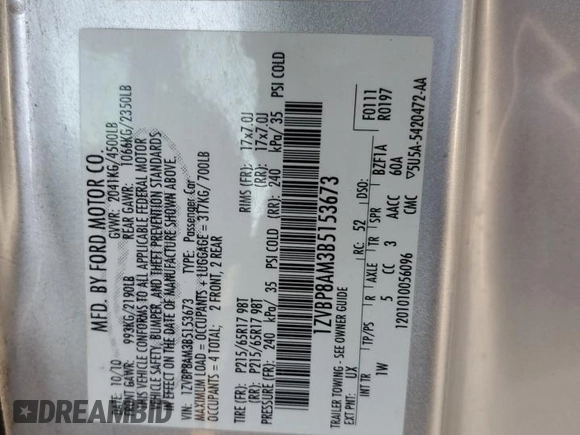 MFD. BY FORD MOTOR CO.
DATE: 10/10 GVWR: 2041KG/4500LB
FRONT GAWR: 993KG/2190LB REAR GAWR: 1066KG/2350LB
THIS VEHICLE CONFORMS TO ALL APPLICABLE FEDERAL MOTOR
VEHICLE SAFETY, BUMPER, AND THEFT PREVENTION STANDARDS
IN EFFECT ON THE DATE OF MANUFACTURE SHOWN ABOVE.
VIN: 1ZVBP8AM3B5153673 TYPE: Passenger Car
MAXIMUM LOAD = OCCUPANTS + LUGGAGE = 317KG/700LB
OCCUPANTS = 4 TOTAL: 2 FRONT, 2 REAR
TIRE (FR): P215/65R17 98T RIMS (FR): 17x7.0J
(RR): P215/65R17 98T (RR): 17x7.0J
PRESSURE (FR): 240 kPa/ 35 PSI COLD (RR): 240 kPa/ 35 PSI COLD
1ZVBP8AM3B5153673
TRAILER TOWING - SEE OWNER GUIDE
F0111
R0197
EXT PNT: UX RC: 52 DSO:
INT TR TP/PS R AXLE TR SPR BZF1A
1W 5 CC 3 AACC 60A
1201010056096 CMC ▽5U5A-5420472-AA
DREAMBID